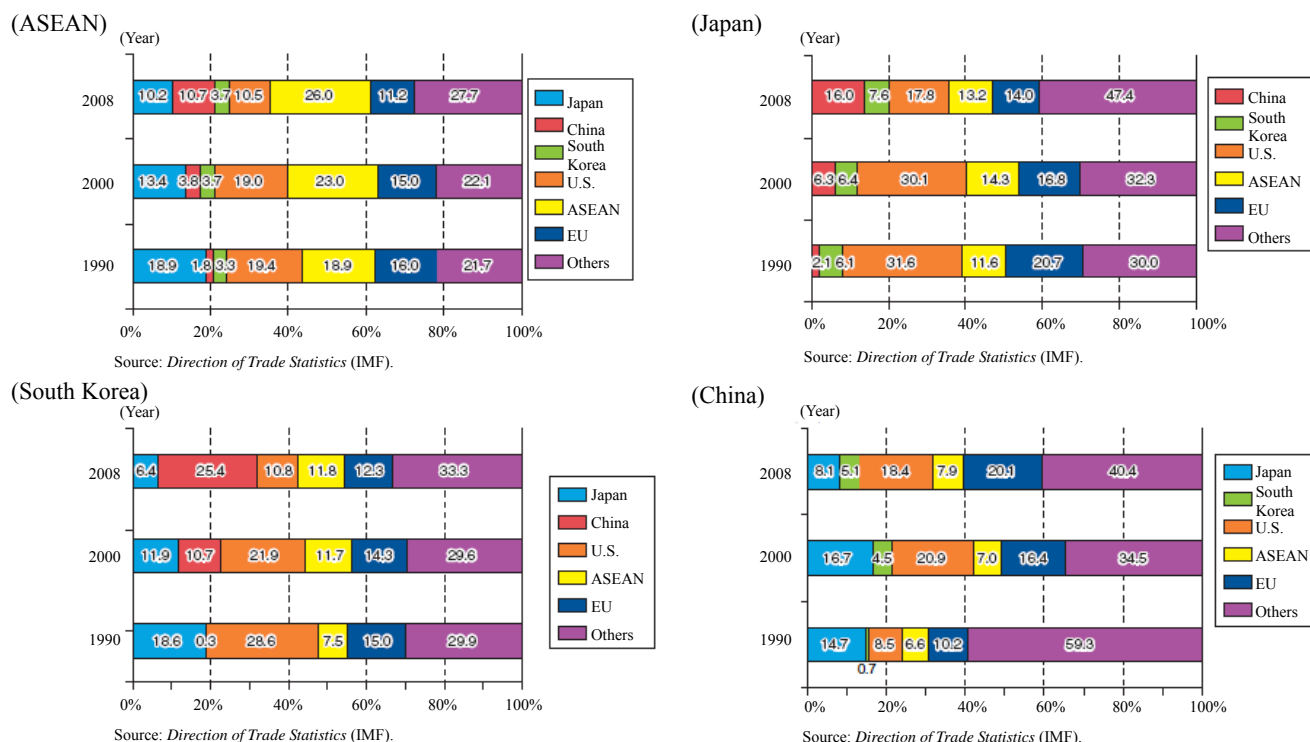 (ASEAN)
(Year)
2008
10.2 10.7 3.7 10.5 26.0 11.2 27.7
2000
13.4 3.8 3.7 19.0 23.0 15.0 22.1
1990
18.9 1.8 3.3 19.4 18.9 16.0 21.7
0% 20% 40% 60% 80% 100%
Japan
China
South
Korea
U.S.
ASEAN
EU
Others
Source: Direction of Trade Statistics (IMF).
(Japan)
(Year)
2008
16.0 7.6 17.8 13.2 14.0 47.4
2000
6.3 6.4 30.1 14.3 16.8 32.3
1990
2.1 6.1 31.6 11.6 20.7 30.0
0% 20% 40% 60% 80% 100%
China
South
Korea
U.S.
ASEAN
EU
Others
Source: Direction of Trade Statistics (IMF).
(South Korea)
(Year)
2008
6.4 25.4 10.8 11.8 12.3 33.3
2000
11.9 10.7 21.9 11.7 14.3 29.6
1990
18.6 0.3 28.6 7.5 15.0 29.9
0% 20% 40% 60% 80% 100%
Japan
China
U.S.
ASEAN
EU
Others
Source: Direction of Trade Statistics (IMF).
(China)
(Year)
2008
8.1 5.1 18.4 7.9 20.1 40.4
2000
16.7 4.5 20.9 7.0 16.4 34.5
1990
14.7 8.5 6.6 10.2 59.3
0.7
0% 20% 40% 60% 80% 100%
Japan
South
Korea
U.S.
ASEAN
EU
Others
Source: Direction of Trade Statistics (IMF).